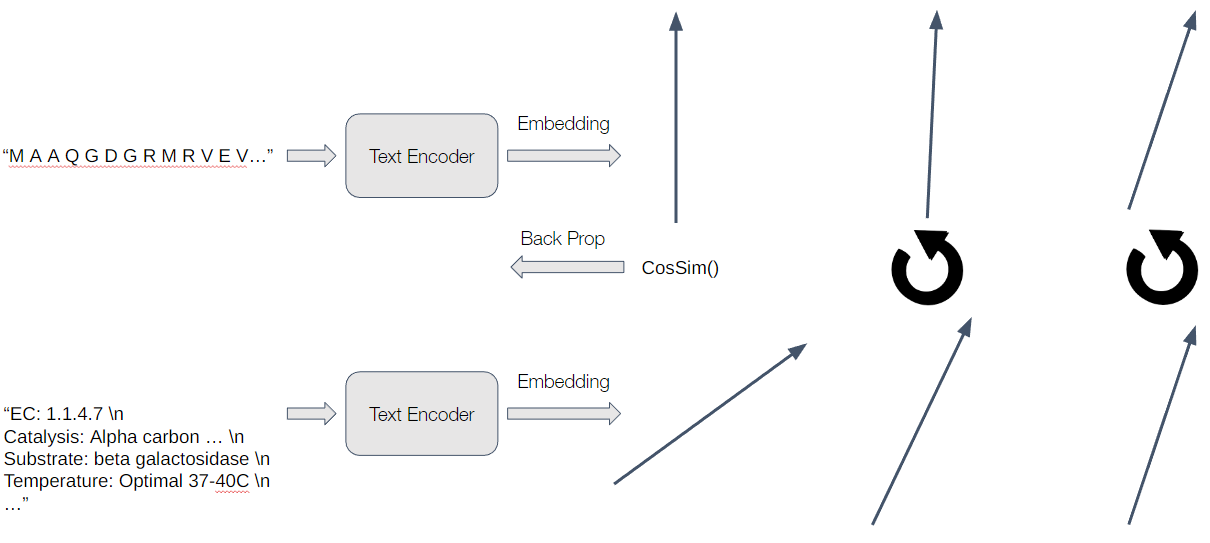 “M A A Q G D G R M R V E V…”
Text Encoder
Embedding
Back Prop
CosSim()
“EC: 1.1.4.7 \n
Catalysis: Alpha carbon … \n
Substrate: beta galactosidase \n
Temperature: Optimal 37-40C \n
…”
Text Encoder
Embedding